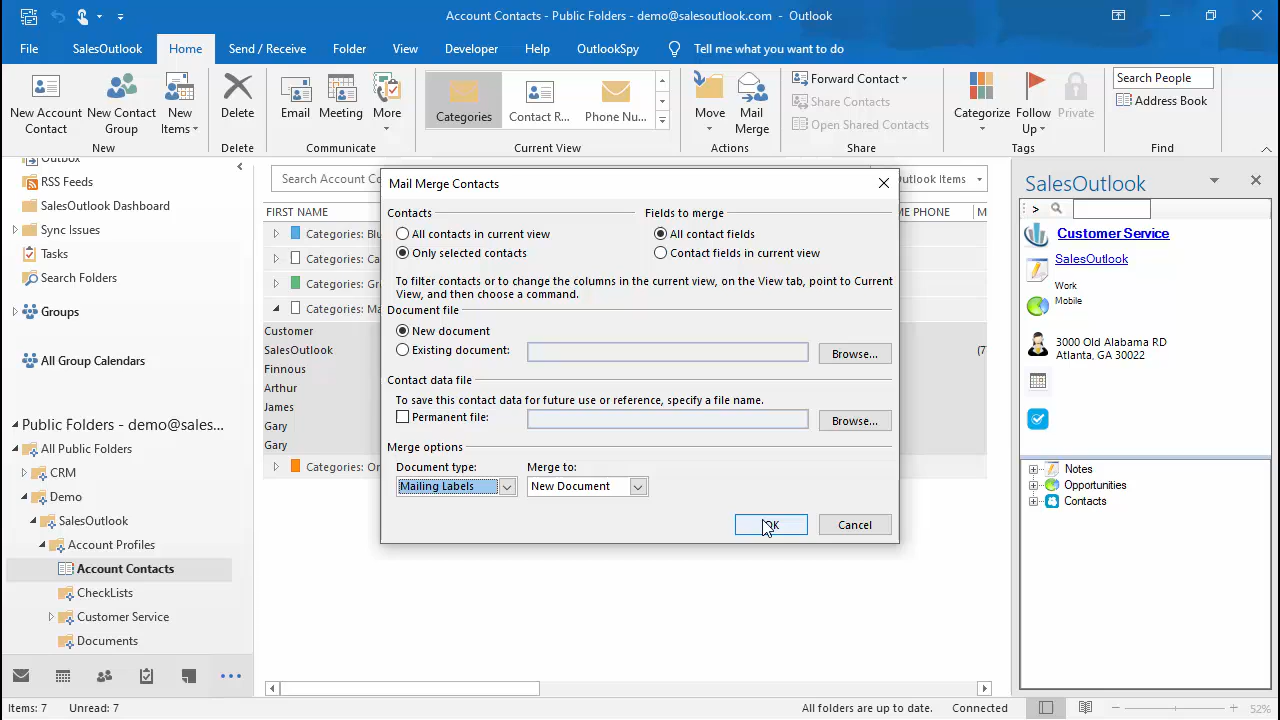 Account Contacts - Public Folders - demo@salesoutlook.com - Outlook
File SalesOutlook Home Send / Receive Folder View Developer Help OutlookSpy Tell me what you want to do
New Account Contact
New Contact Group
New Items
New
Delete
Delete
Email
Meeting
More
Communicate
Categories
Contact R...
Phone Nu...
Current View
Move
Mail Merge
Actions
Forward Contact
Share Contacts
Open Shared Contacts
Share
Categorize
Follow Up
Private
Tags
Search People
Address Book
Find
Outbox
RSS Feeds
SalesOutlook Dashboard
Sync Issues
Tasks
Search Folders
Groups
All Group Calendars
Public Folders - demo@sales...
All Public Folders
CRM
Demo
SalesOutlook
Account Profiles
Account Contacts
CheckLists
Customer Service
Documents
Search Account Co
utlook Items
FIRST NAME
ME PHONE
M
Categories: Blu
Categories: Ca
Categories: Gr
Categories: Ma
Customer
SalesOutlook
(7
Finnous
Arthur
James
Gary
Gary
Categories: Or
Mail Merge Contacts
Contacts
All contacts in current view
Only selected contacts
Fields to merge
All contact fields
Contact fields in current view
To filter contacts or to change the columns in the current view, on the View tab, point to Current
View, and then choose a command.
Document file
New document
Existing document:
Browse...
Contact data file
To save this contact data for future use or reference, specify a file name.
Permanent file:
Browse...
Merge options
Document type:
Mailing Labels
Merge to:
New Document
OK
Cancel
SalesOutlook
>
Customer Service
SalesOutlook
Work
Mobile
3000 Old Alabama RD
Atlanta, GA 30022
Notes
Opportunities
Contacts
Items: 7 Unread: 7
All folders are up to date. Connected
52%